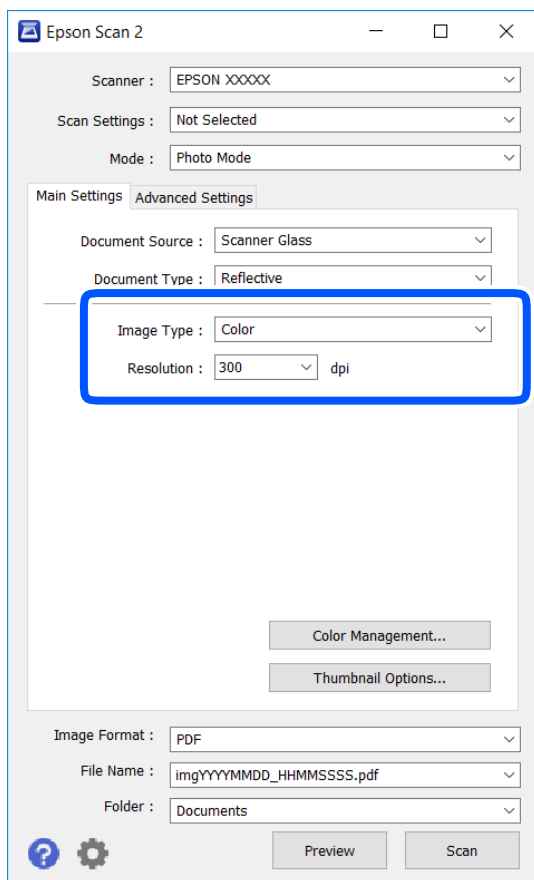 Epson Scan 2
Scanner : EPSON XXXXX
Scan Settings : Not Selected
Mode : Photo Mode
Main Settings Advanced Settings
Document Source : Scanner Glass
Document Type : Reflective
Image Type : Color
Resolution : 300 dpi
Color Management...
Thumbnail Options...
Image Format : PDF
File Name : imgYYYYMMDD_HHMMSSSS.pdf
Folder : Documents
? Preview Scan